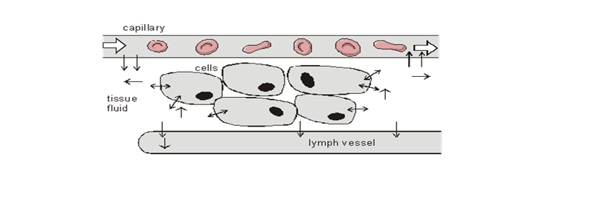 capillary
cells
tissue
fluid
lymph vessel